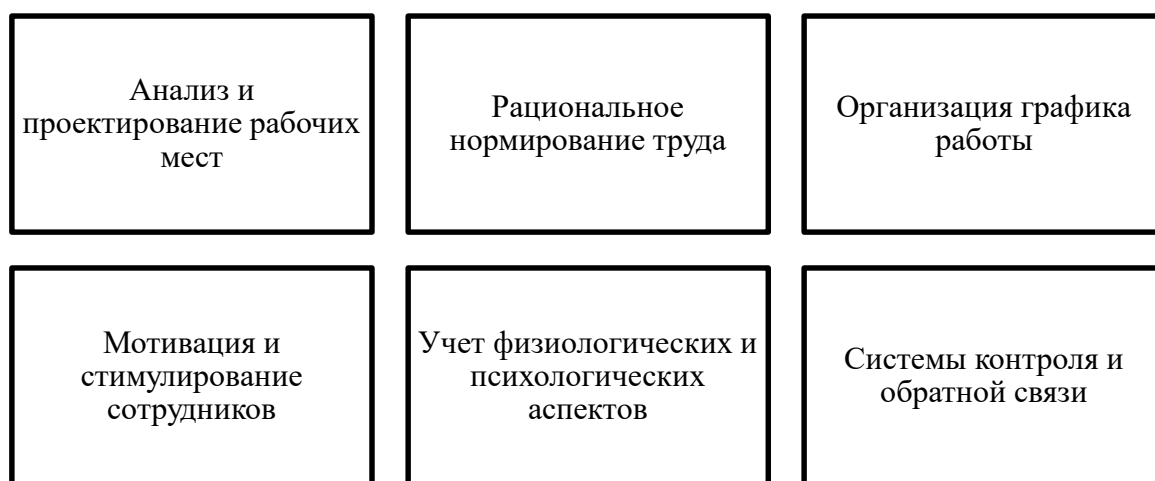 Анализ и
проектирование рабочих
мест
Рациональное
нормирование труда
Организация графика
работы
Мотивация и
стимулирование
сотрудников
Учет физиологических и
психологических
аспектов
Системы контроля и
обратной связи